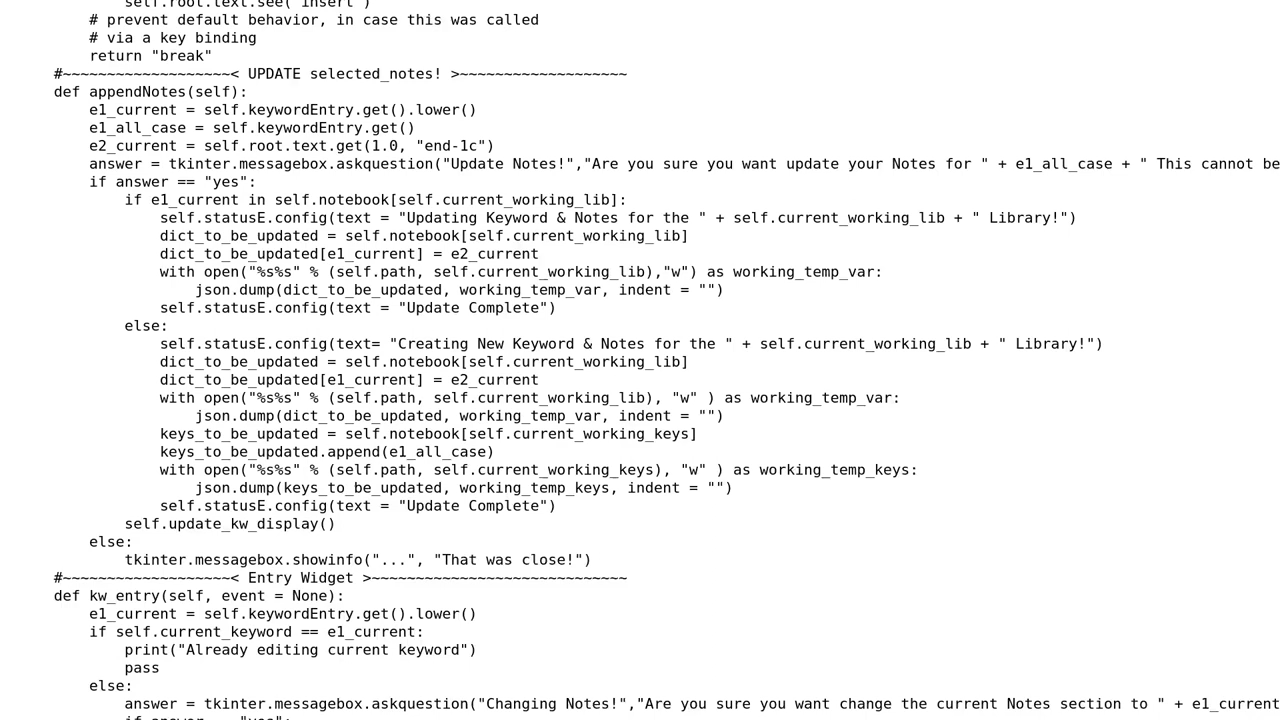 self.root.text.see("insert")
# prevent default behavior, in case this was called
# via a key binding
return "break"
#~~~~~~~~~~~~~~~~~~~< UPDATE selected_notes! >~~~~~~~~~~~~~~~~~~~
def appendNotes(self):
e1_current = self.keywordEntry.get().lower()
e1_all_case = self.keywordEntry.get()
e2_current = self.root.text.get(1.0, "end-1c")
answer = tkinter.messagebox.askquestion("Update Notes!","Are you sure you want update your Notes for " + e1_all_case + " This cannot be
if answer == "yes":
if e1_current in self.notebook[self.current_working_lib]:
self.statusE.config(text = "Updating Keyword & Notes for the " + self.current_working_lib + " Library!")
dict_to_be_updated = self.notebook[self.current_working_lib]
dict_to_be_updated[e1_current] = e2_current
with open("%s%s" % (self.path, self.current_working_lib),"w") as working_temp_var:
json.dump(dict_to_be_updated, working_temp_var, indent = "")
self.statusE.config(text = "Update Complete")
else:
self.statusE.config(text= "Creating New Keyword & Notes for the " + self.current_working_lib + " Library!")
dict_to_be_updated = self.notebook[self.current_working_lib]
dict_to_be_updated[e1_current] = e2_current
with open("%s%s" % (self.path, self.current_working_lib), "w" ) as working_temp_var:
json.dump(dict_to_be_updated, working_temp_var, indent = "")
keys_to_be_updated = self.notebook[self.current_working_keys]
keys_to_be_updated.append(e1_all_case)
with open("%s%s" % (self.path, self.current_working_keys), "w" ) as working_temp_keys:
json.dump(keys_to_be_updated, working_temp_keys, indent = "")
self.statusE.config(text = "Update Complete")
self.update_kw_display()
else:
tkinter.messagebox.showinfo("...", "That was close!")
#~~~~~~~~~~~~~~~~~~~< Entry Widget >~~~~~~~~~~~~~~~~~~~~~~~~~~~~~
def kw_entry(self, event = None):
e1_current = self.keywordEntry.get().lower()
if self.current_keyword == e1_current:
print("Already editing current keyword")
pass
else:
answer = tkinter.messagebox.askquestion("Changing Notes!","Are you sure you want change the current Notes section to " + e1_current
if answer == "yes":